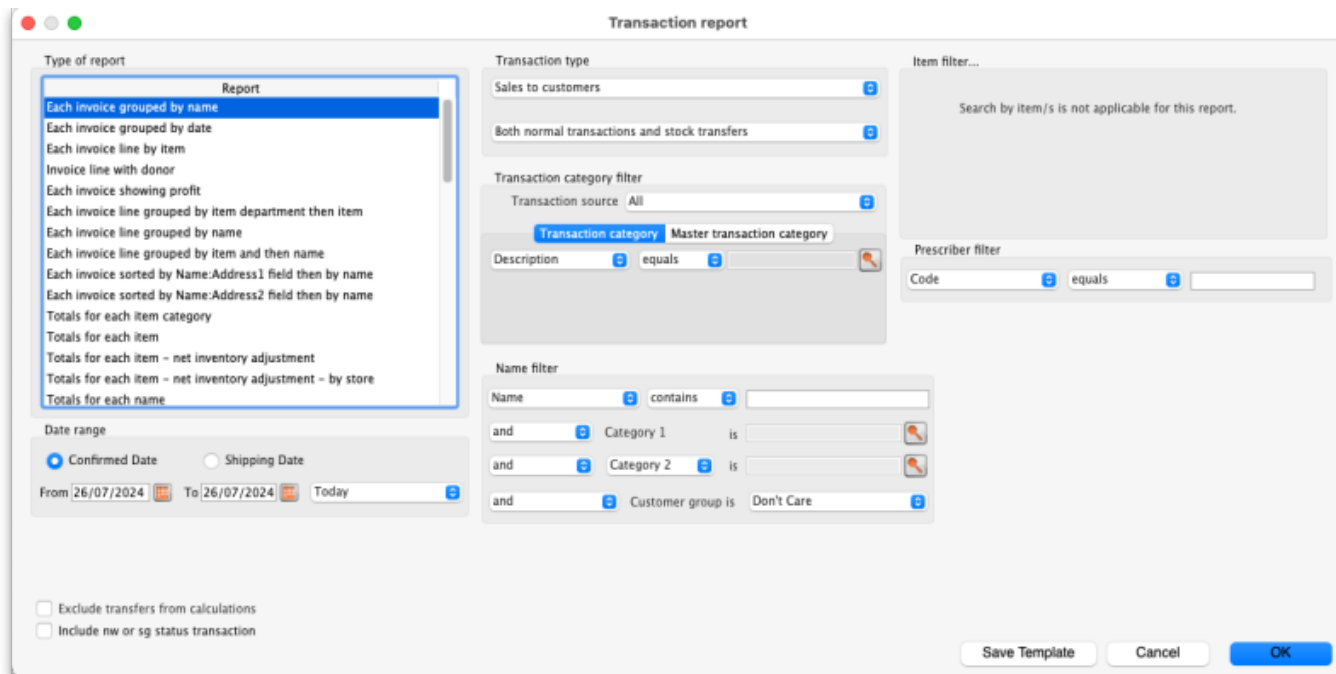 Transaction report
Type of report
Report
Each invoice grouped by name
Each invoice grouped by date
Each invoice line by item
Invoice line with donor
Each invoice showing profit
Each invoice line grouped by item department then item
Each invoice line grouped by name
Each invoice line grouped by item and then name
Each invoice sorted by Name:Address1 field then by name
Each invoice sorted by Name:Address2 field then by name
Totals for each item category
Totals for each item
Totals for each item - net inventory adjustment
Totals for each item - net inventory adjustment - by store
Totals for each name
Date range
Confirmed Date Shipping Date
From 26/07/2024 To 26/07/2024 Today
Exclude transfers from calculations
Include nw or sg status transaction
Transaction type
Sales to customers
Both normal transactions and stock transfers
Transaction category filter
Transaction source All
Transaction category Master transaction category
Description equals
Name filter
Name contains
and Category 1 is
and Category 2 is
and Customer group is Don't Care
Item filter...
Search by item/s is not applicable for this report.
Prescriber filter
Code equals
Save Template Cancel OK